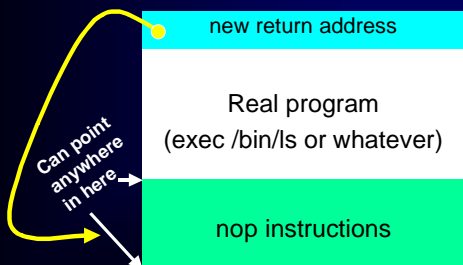 new return address
Real program
(exec /bin/ls or whatever)
Can point
anywhere
in here
nop instructions